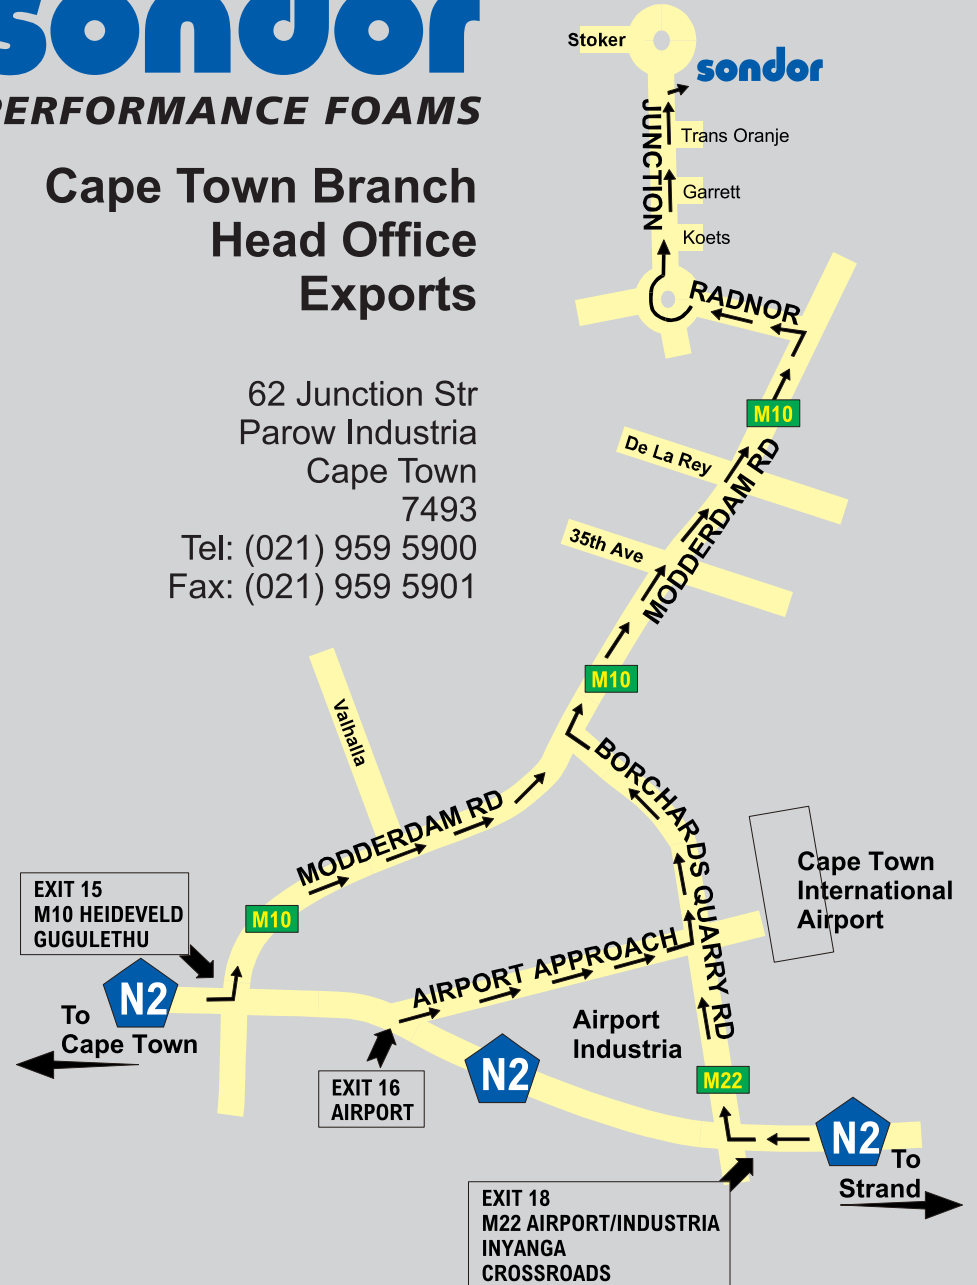 sondor
PERFORMANCE FOAMS
Cape Town Branch
Head Office
Exports
62 Junction Str
Parow Industria
Cape Town
7493
Tel: (021) 959 5900
Fax: (021) 959 5901
Stoker
sondor
JUNCTION
Trans Oranje
Garrett
Koets
RADNOR
M10
De La Rey
MODDERDAM RD
35th Ave
M10
Valhalla
BORCHARDS QUARRY RD
MODDERDAM RD
Cape Town
International
Airport
EXIT 15
M10 HEIDEVELD
GUGULETHU
M10
AIRPORT APPROACH
N2
To
Cape Town
Airport
Industria
N2
EXIT 16
AIRPORT
M22
N2
To
Strand
EXIT 18
M22 AIRPORT/INDUSTRIA
INYANGA
CROSSROADS